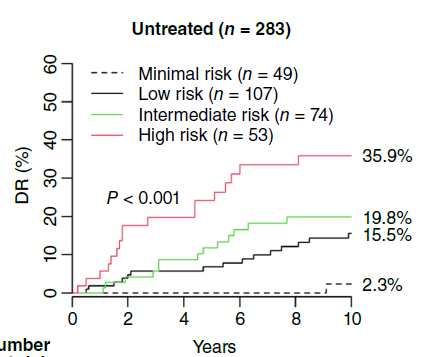 Untreated (n = 283)
60
50
40
30
20
10
0
DR (%)
Minimal risk (n = 49)
Low risk (n = 107)
Intermediate risk (n = 74)
High risk (n = 53)
P < 0.001
35.9%
19.8%
15.5%
2.3%
0 2 4 6 8 10
umber Years